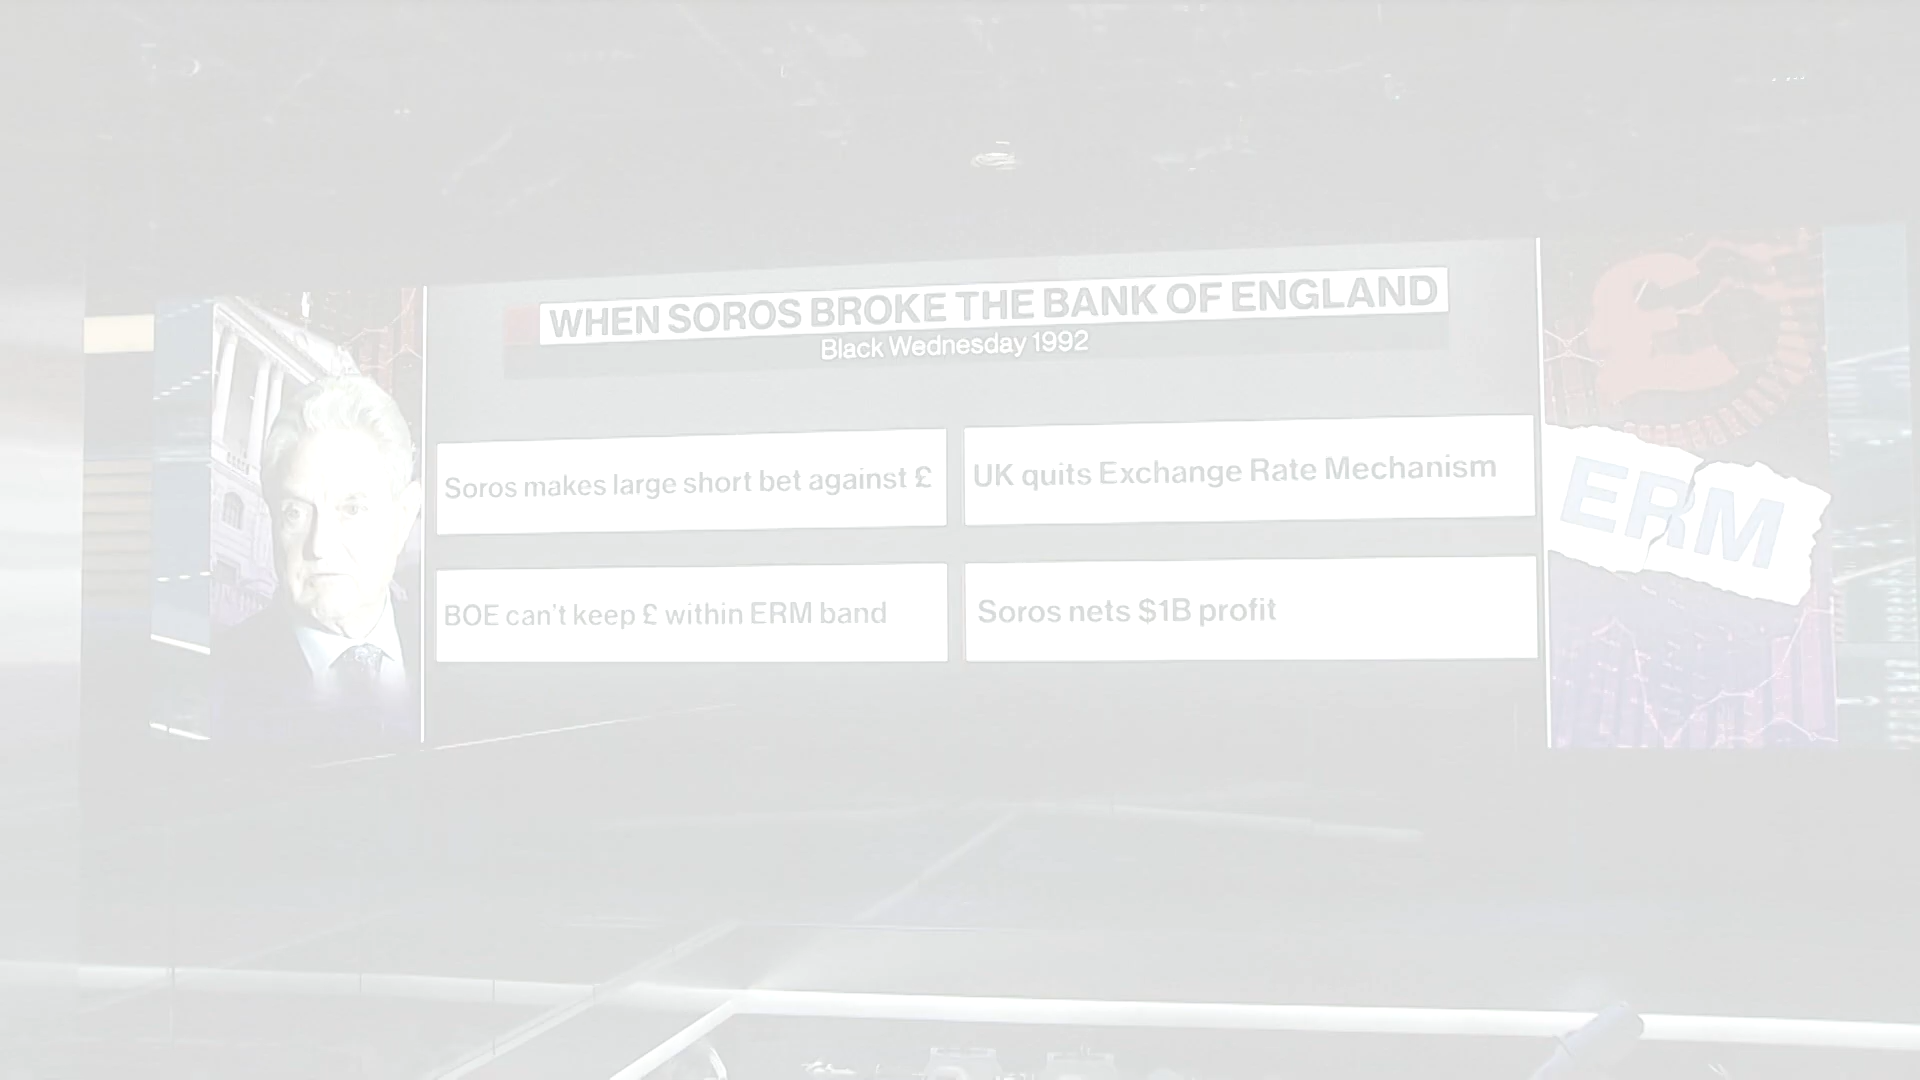 WHEN SOROS BROKE THE BANK OF ENGLAND
Black Wednesday 1992
Soros makes large short bet against £
UK quits Exchange Rate Mechanism
BOE can't keep £ within ERM band
Soros nets $1B profit
£
ERM